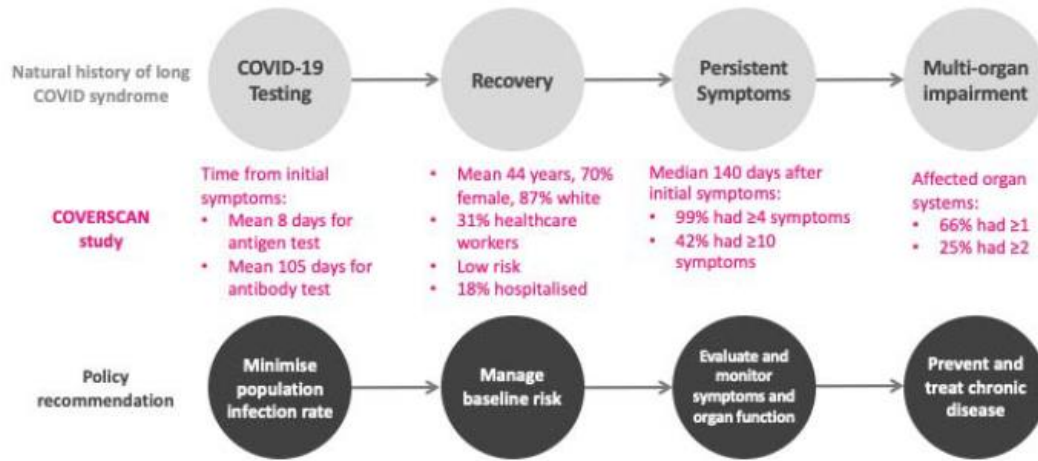 Natural history of long
COVID syndrome
COVID-19
Testing
Recovery
Persistent
Symptoms
Multi-organ
impairment
COVERSCAN
study
Time from initial
symptoms:
• Mean 8 days for
antigen test
• Mean 105 days for
antibody test
• Mean 44 years, 70%
female, 87% white
• 31% healthcare
workers
• Low risk
• 18% hospitalised
Median 140 days after
initial symptoms:
• 99% had ≥4 symptoms
• 42% had ≥10
symptoms
Affected organ
systems:
• 66% had ≥1
• 25% had ≥2
Policy
recommendation
Minimise
population
infection rate
Manage
baseline risk
Evaluate and
monitor
symptoms and
organ function
Prevent and
treat chronic
disease